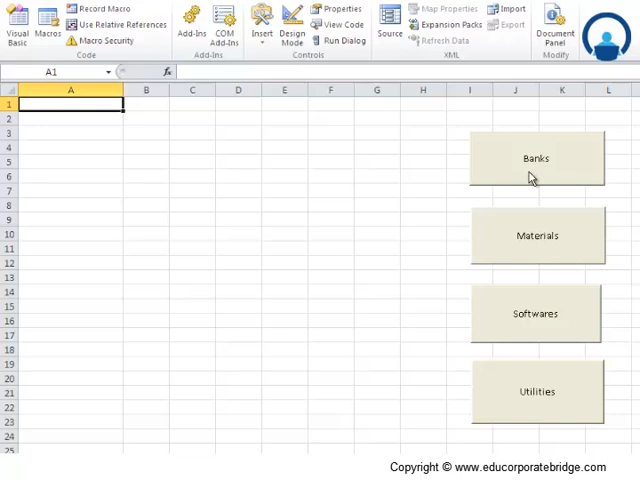 Record Macro
Use Relative References
Macro Security
Visual Basic
Macros
Code
Add-Ins
COM Add-Ins
Add-Ins
Insert
Design Mode
Properties
View Code
Run Dialog
Controls
Source
Map Properties
Expansion Packs
Refresh Data
Import
Export
XML
Document Panel
Modify
A1
fx
A B C D E F G H I J K L
1
2
3
4
5
6
7
8
9
10
11
12
13
14
15
16
17
18
19
20
21
22
23
24
25
Banks
Materials
Softwares
Utilities
Copyright © www.educorporatebridge.com